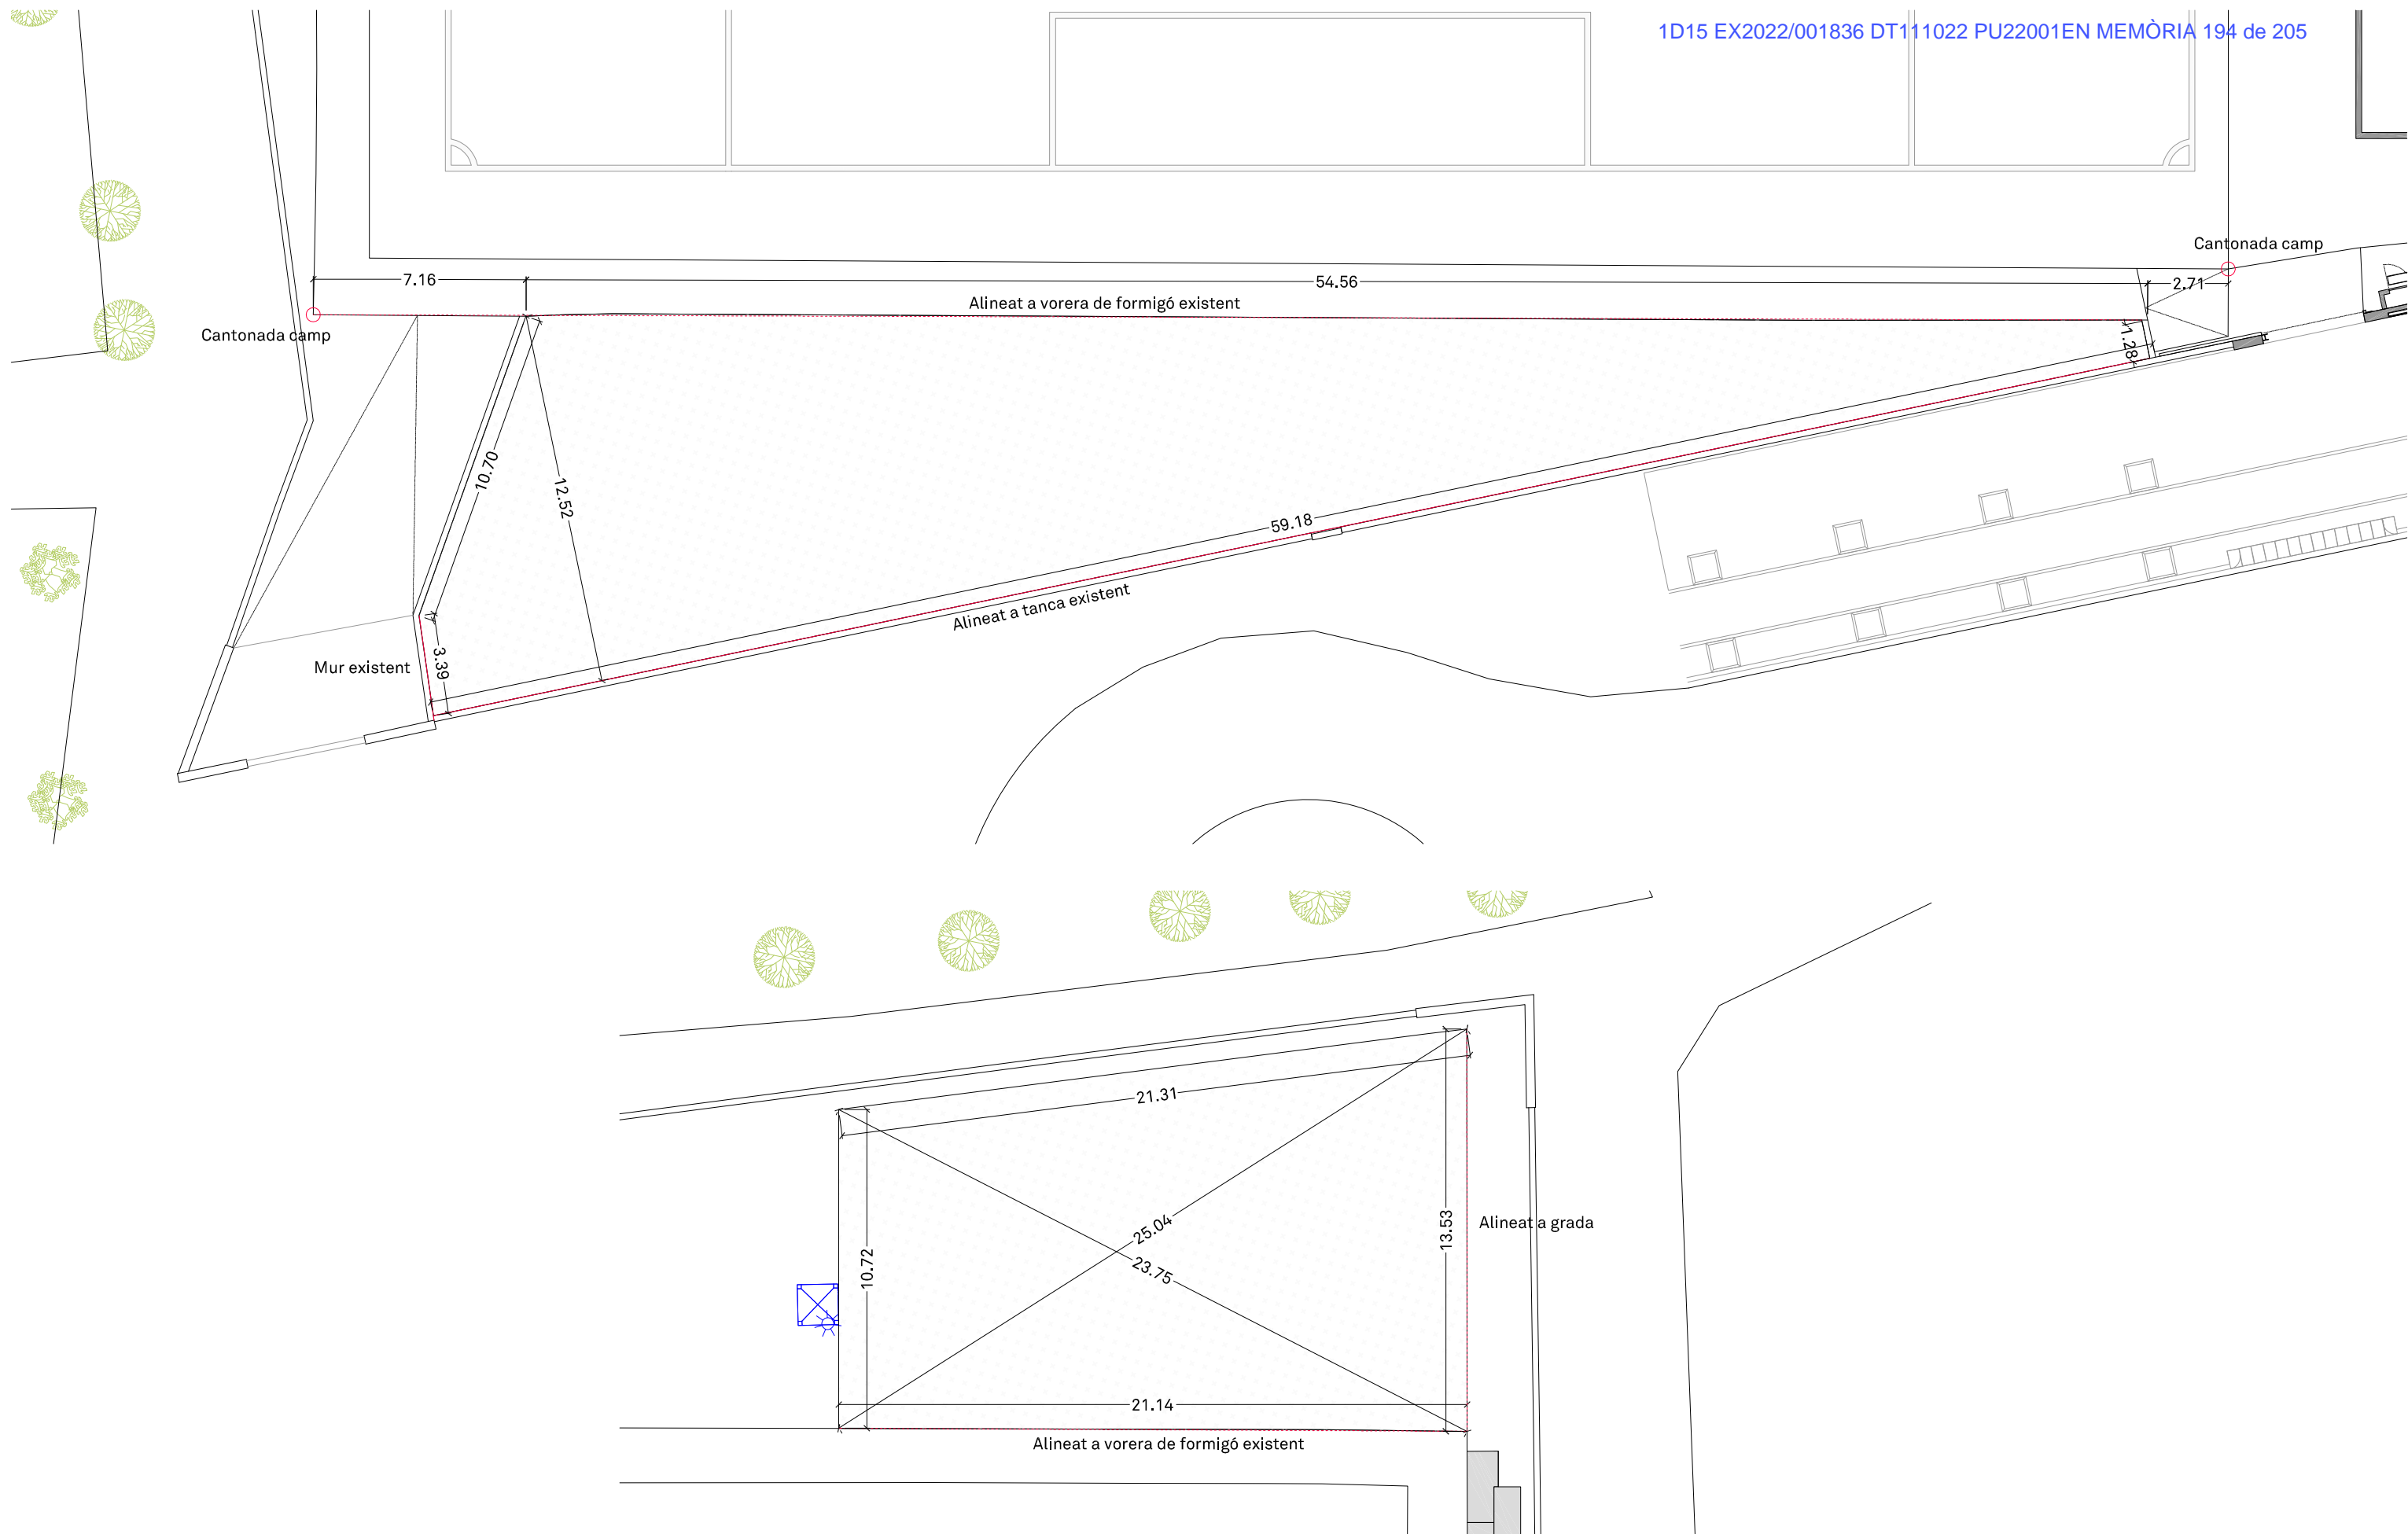 1D15 EX2022/001836 DT111022 PU22001EN MEMÒRIA 194 de 205
Cantonada camp
7.16
54.56
2.71
Alineat a vorera de formigó existent
Cantonada camp
1.28
10.70
12.52
59.18
Alineat a tanca existent
3.39
Mur existent
21.31
25.04
13.53
Alineat a grada
10.72
23.75
21.14
Alineat a vorera de formigó existent